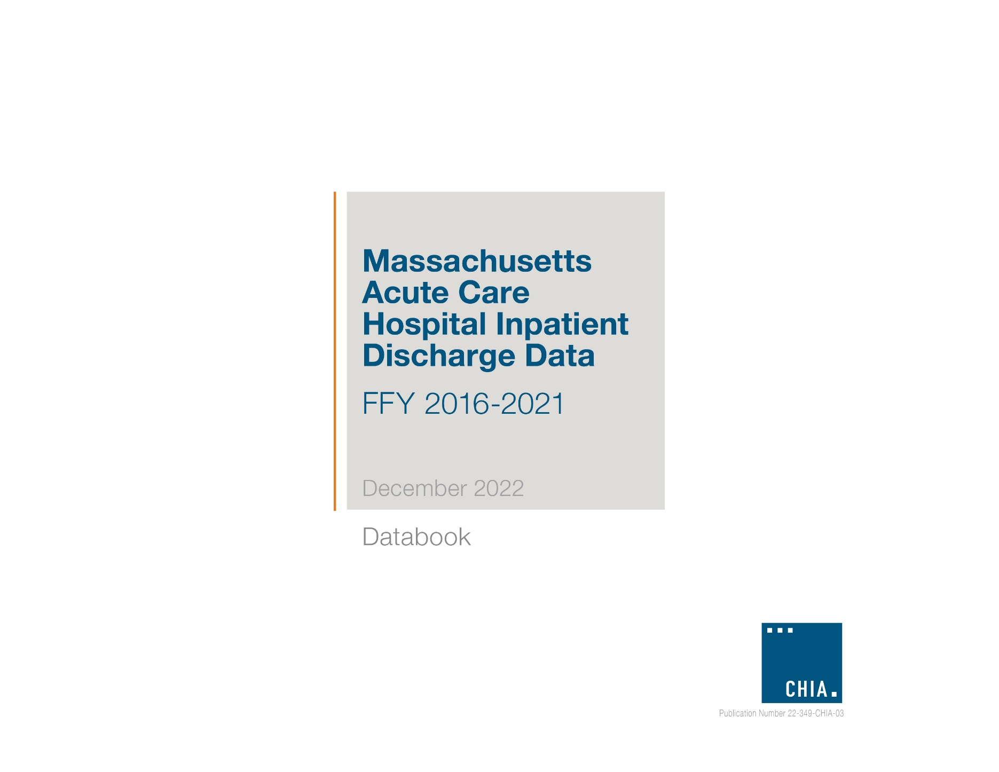 Massachusetts
Acute Care
Hospital Inpatient
Discharge Data
FFY 2016-2021
December 2022
Databook
CHIA.
Publication Number 22-349-CHIA-03